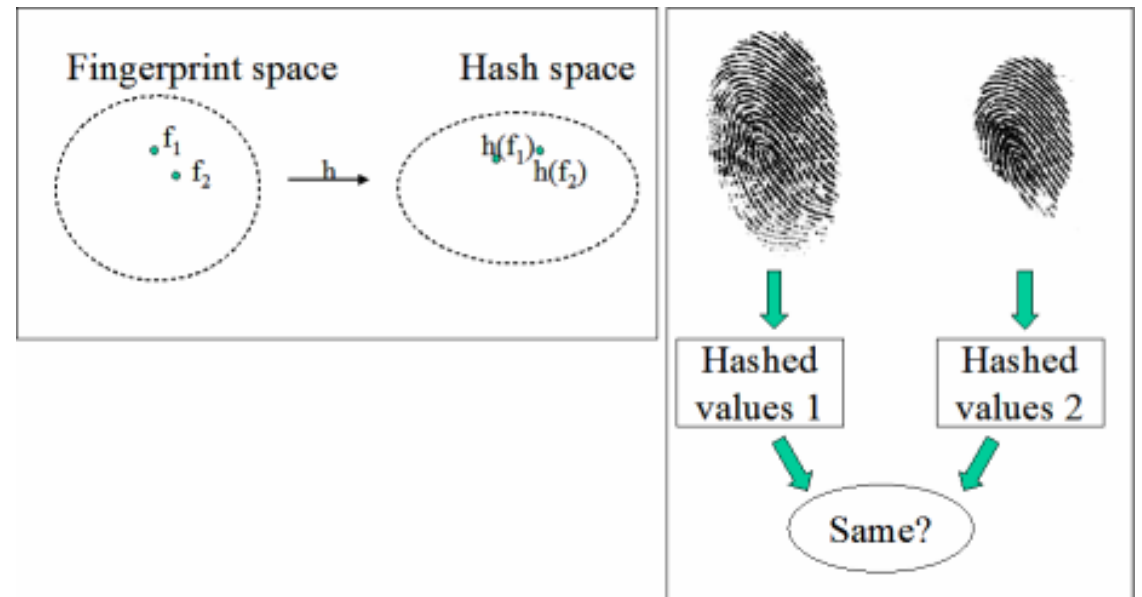 Fingerprint space
Hash space
f₁
f₂
h
h(f₁)
h(f₂)
Hashed
values 1
Hashed
values 2
Same?